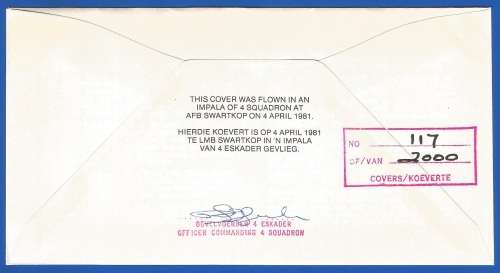 THIS COVER WAS FLOWN IN AN
IMPALA OF 4 SQUADRON AT
AFB SWARTKOP ON 4 APRIL 1981.
HIERDIE KOEVERT IS OP 4 APRIL 1981
TE LMB SWARTKOP IN 'N IMPALA
VAN 4 ESKADER GEVLIEG.
NO 117
OF/VAN 2000
COVERS/KOEVERTE
BEVELVOERDER 4 ESKADER
OFFICER COMMANDING 4 SQUADRON